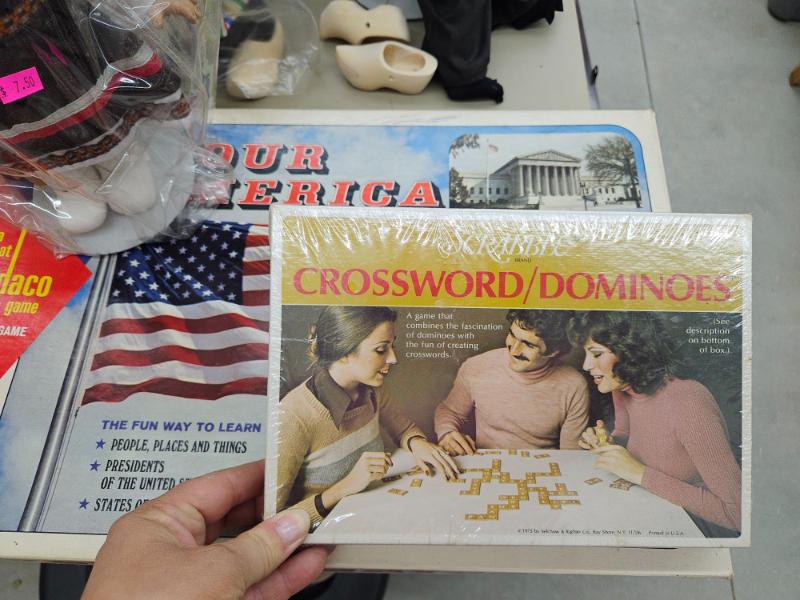 $ 7.50
OUR
MERICA
daco
game
GAME
SCRABBLE
BRAND
CROSSWORD/DOMINOES
A game that
combines the fascination
of dominoes with
the fun of creating
crosswords.
(See
description
on bottom
of box.)
THE FUN WAY TO LEARN
★ PEOPLE, PLACES AND THINGS
★ PRESIDENTS
OF THE UNITED
★ STATES
©1975 by Selchow & Righter Co., Bay Shore, N.Y. 11706 Printed in U.S.A.